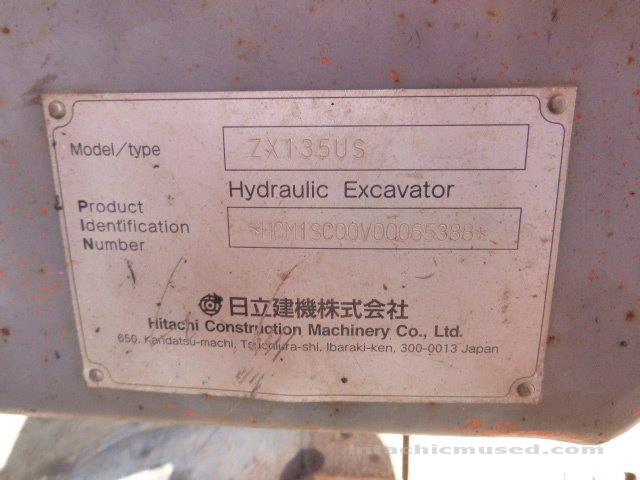 Model/type ZX135US
Hydraulic Excavator
Product
Identification *HCM1SC00V00065388*
Number
日立建機株式会社
Hitachi Construction Machinery Co., Ltd.
650, Kandatsu-machi, Tsuchiura-shi, Ibaraki-ken, 300-0013 Japan
hitachicmused.com